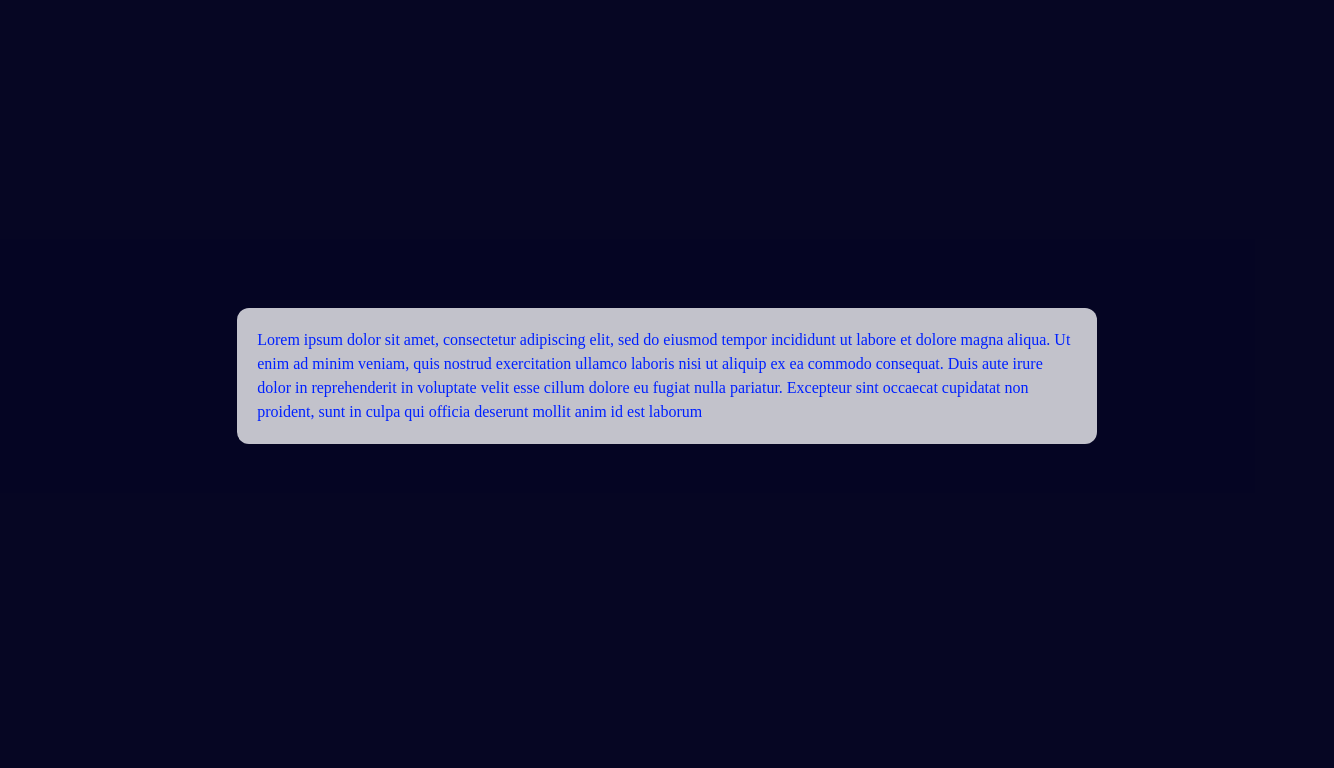 Lorem ipsum dolor sit amet, consectetur adipiscing elit, sed do eiusmod tempor incididunt ut labore et dolore magna aliqua. Ut
enim ad minim veniam, quis nostrud exercitation ullamco laboris nisi ut aliquip ex ea commodo consequat. Duis aute irure
dolor in reprehenderit in voluptate velit esse cillum dolore eu fugiat nulla pariatur. Excepteur sint occaecat cupidatat non
proident, sunt in culpa qui officia deserunt mollit anim id est laborum